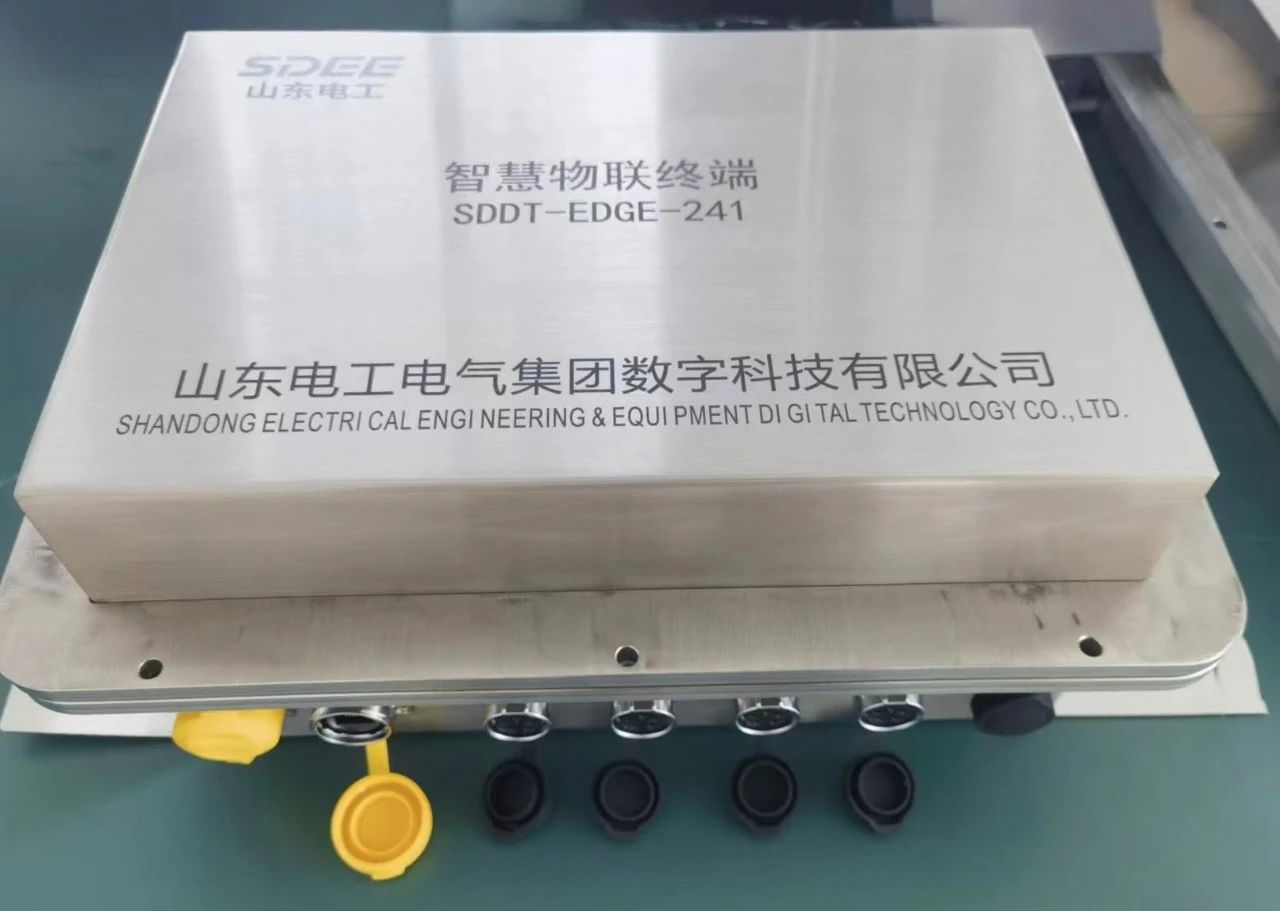 SDEE
山东电工
智慧物联终端
SDDT-EDGE-241
山东电工电气集团数字科技有限公司
SHANDONG ELECTRI CAL ENGI NEERING & EQUI PMENT DI GI TAL TECHNOLOGY CO., LTD.